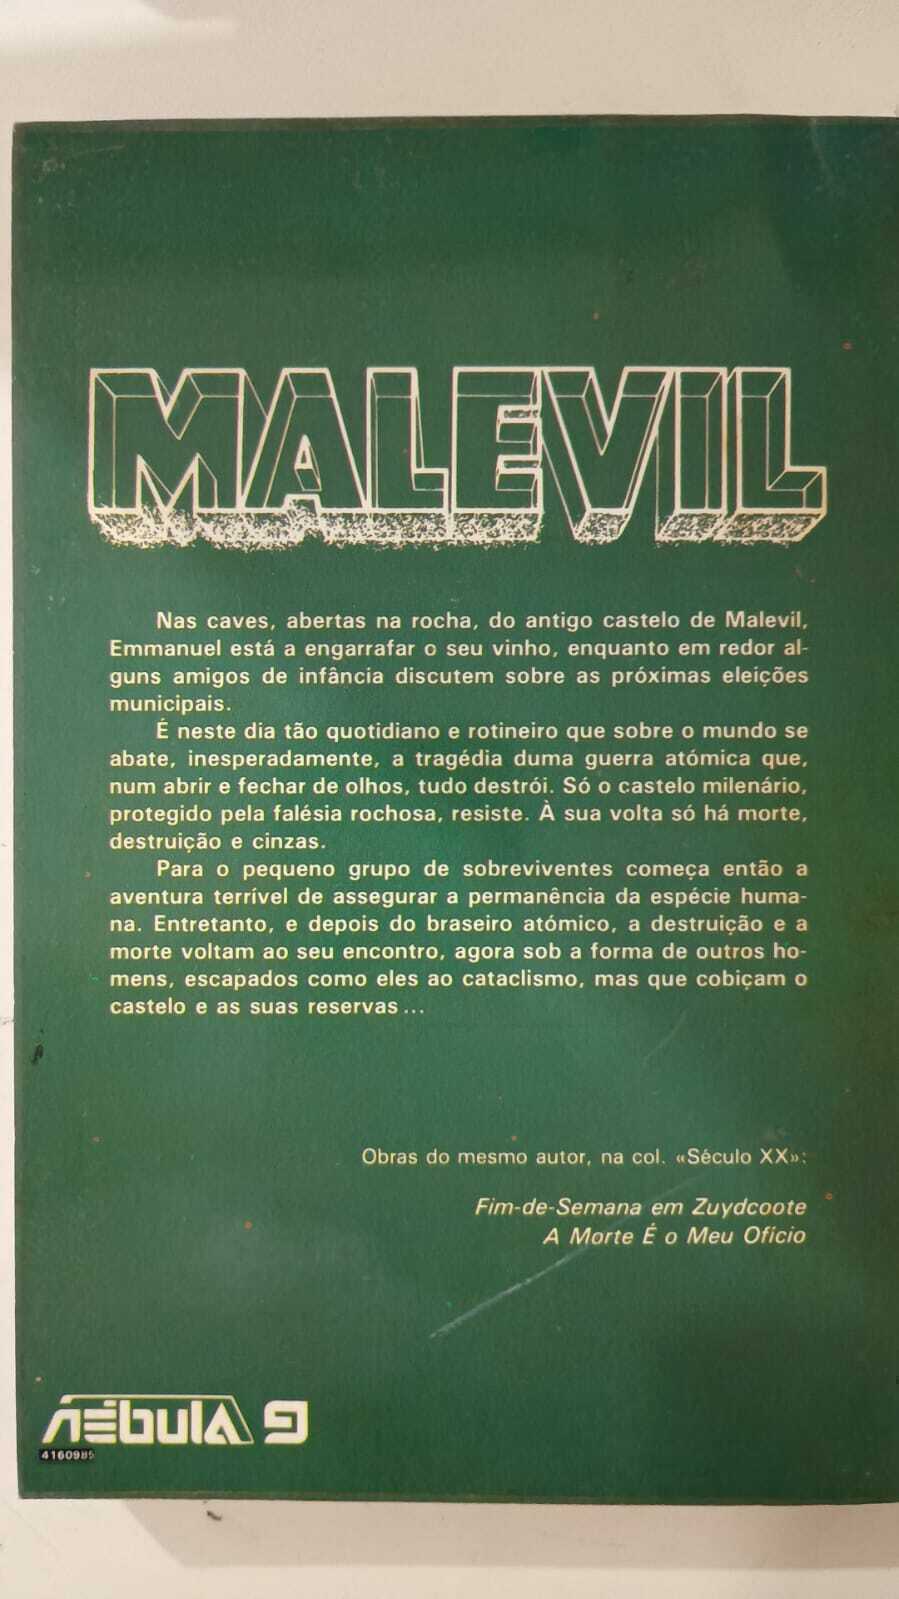 MALEVIL
Nas caves, abertas na rocha, do antigo castelo de Malevil,
Emmanuel está a engarrafar o seu vinho, enquanto em redor al-
guns amigos de infância discutem sobre as próximas eleições
municipais.
É neste dia tão quotidiano e rotineiro que sobre o mundo se
abate, inesperadamente, a tragédia duma guerra atómica que,
num abrir e fechar de olhos, tudo destrói. Só o castelo milenário,
protegido pela falésia rochosa, resiste. À sua volta só há morte,
destruição e cinzas.
Para o pequeno grupo de sobreviventes começa então a
aventura terrível de assegurar a permanência da espécie huma-
na. Entretanto, e depois do braseiro atómico, a destruição e a
morte voltam ao seu encontro, agora sob a forma de outros ho-
mens, escapados como eles ao cataclismo, mas que cobiçam o
castelo e as suas reservas...
Obras do mesmo autor, na col. «Século XX»:
Fim-de-Semana em Zuydcoote
A Morte É o Meu Ofício
nébula 9
4160985